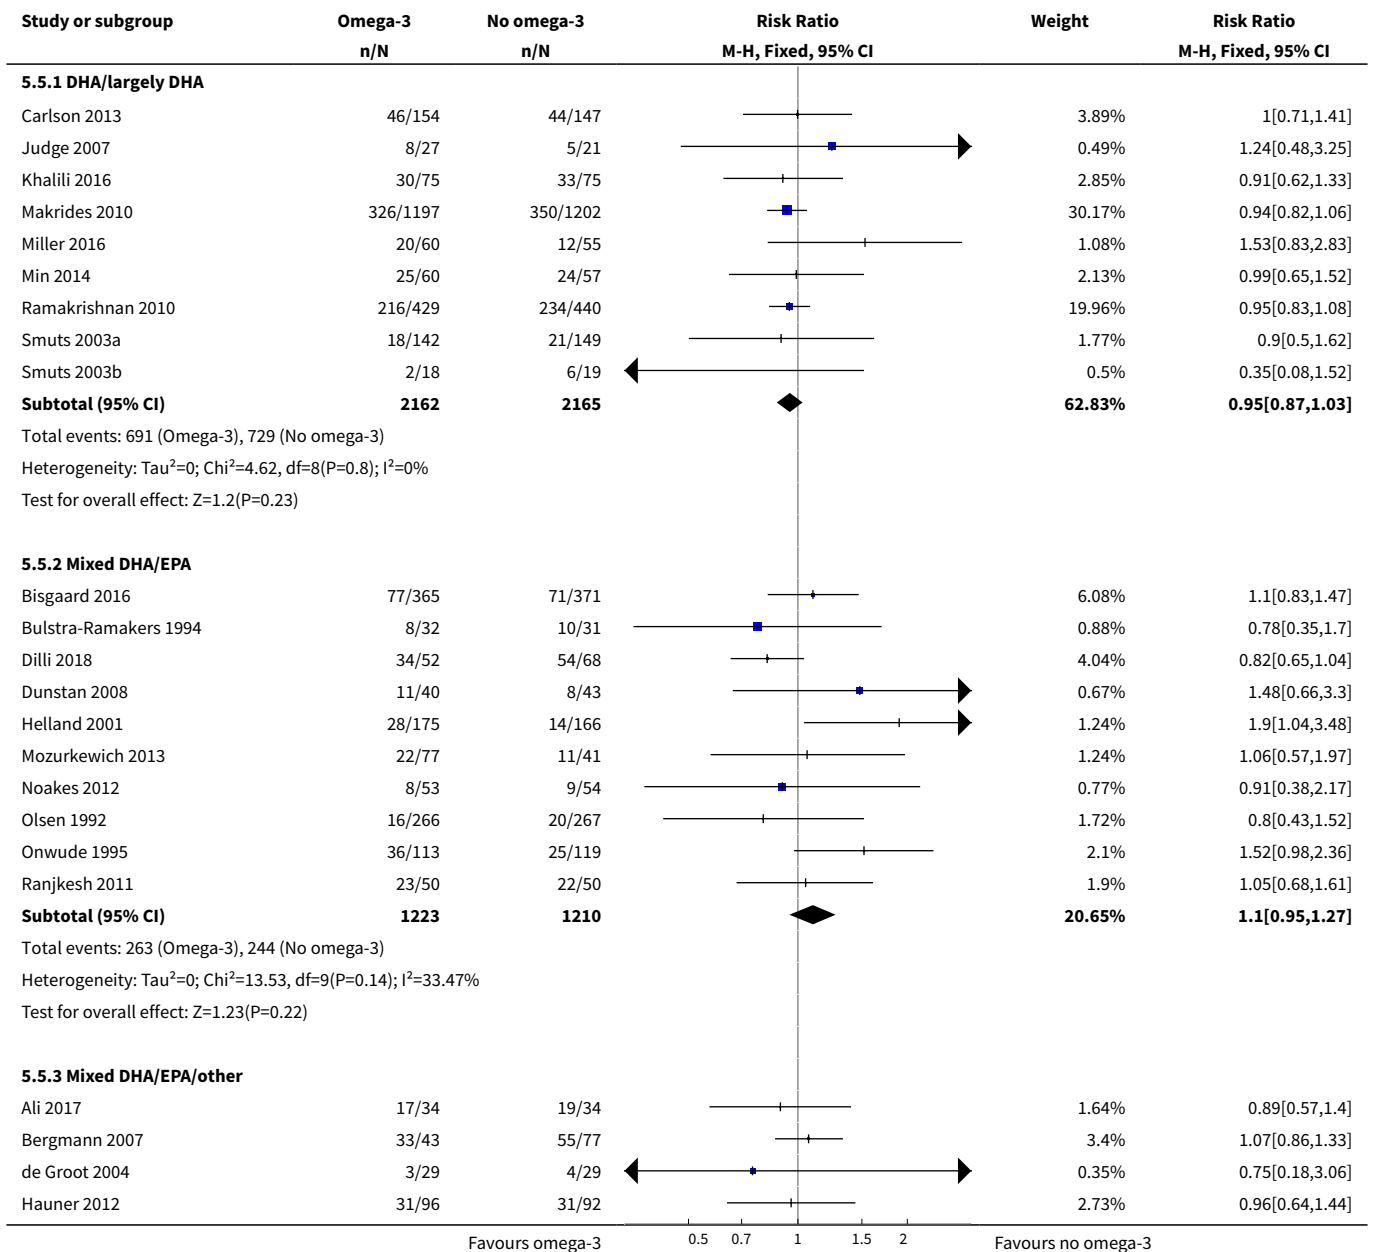 Study or subgroup Omega-3 No omega-3 Risk Ratio Weight Risk Ratio
n/N n/N M-H, Fixed, 95% CI M-H, Fixed, 95% CI
5.5.1 DHA/largely DHA
Carlson 2013 46/154 44/147 3.89% 1[0.71,1.41]
Judge 2007 8/27 5/21 0.49% 1.24[0.48,3.25]
Khalili 2016 30/75 33/75 2.85% 0.91[0.62,1.33]
Makrides 2010 326/1197 350/1202 30.17% 0.94[0.82,1.06]
Miller 2016 20/60 12/55 1.08% 1.53[0.83,2.83]
Min 2014 25/60 24/57 2.13% 0.99[0.65,1.52]
Ramakrishnan 2010 216/429 234/440 19.96% 0.95[0.83,1.08]
Smuts 2003a 18/142 21/149 1.77% 0.9[0.5,1.62]
Smuts 2003b 2/18 6/19 0.5% 0.35[0.08,1.52]
Subtotal (95% CI) 2162 2165 62.83% 0.95[0.87,1.03]
Total events: 691 (Omega-3), 729 (No omega-3)
Heterogeneity: Tau²=0; Chi²=4.62, df=8(P=0.8); I²=0%
Test for overall effect: Z=1.2(P=0.23)
5.5.2 Mixed DHA/EPA
Bisgaard 2016 77/365 71/371 6.08% 1.1[0.83,1.47]
Bulstra-Ramakers 1994 8/32 10/31 0.88% 0.78[0.35,1.7]
Dilli 2018 34/52 54/68 4.04% 0.82[0.65,1.04]
Dunstan 2008 11/40 8/43 0.67% 1.48[0.66,3.3]
Helland 2001 28/175 14/166 1.24% 1.9[1.04,3.48]
Mozurkewich 2013 22/77 11/41 1.24% 1.06[0.57,1.97]
Noakes 2012 8/53 9/54 0.77% 0.91[0.38,2.17]
Olsen 1992 16/266 20/267 1.72% 0.8[0.43,1.52]
Onwude 1995 36/113 25/119 2.1% 1.52[0.98,2.36]
Ranjkesh 2011 23/50 22/50 1.9% 1.05[0.68,1.61]
Subtotal (95% CI) 1223 1210 20.65% 1.1[0.95,1.27]
Total events: 263 (Omega-3), 244 (No omega-3)
Heterogeneity: Tau²=0; Chi²=13.53, df=9(P=0.14); I²=33.47%
Test for overall effect: Z=1.23(P=0.22)
5.5.3 Mixed DHA/EPA/other
Ali 2017 17/34 19/34 1.64% 0.89[0.57,1.4]
Bergmann 2007 33/43 55/77 3.4% 1.07[0.86,1.33]
de Groot 2004 3/29 4/29 0.35% 0.75[0.18,3.06]
Hauner 2012 31/96 31/92 2.73% 0.96[0.64,1.44]
Favours omega-3 0.5 0.7 1 1.5 2 Favours no omega-3